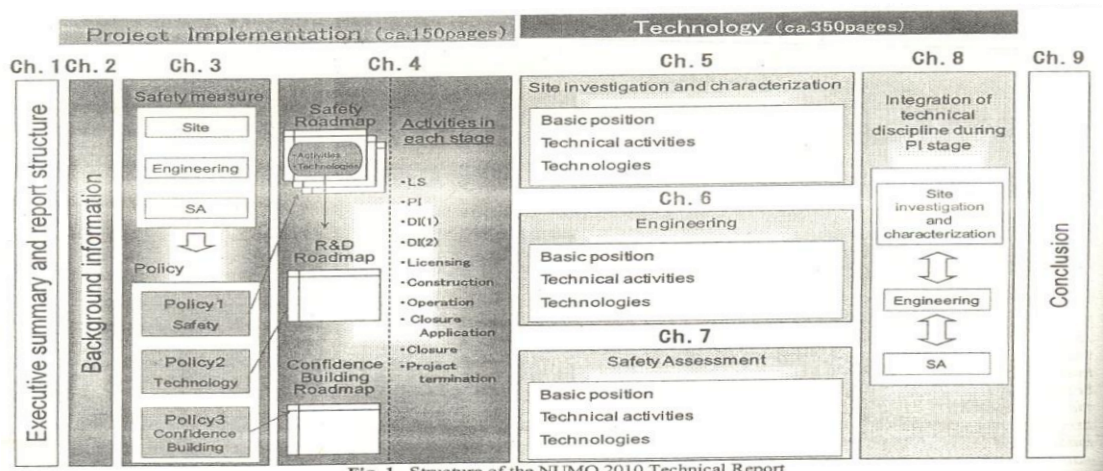 Project Implementation (ca.150pages)
Technology (ca.350pages)
Ch. 1
Executive summary and report structure
Ch. 2
Background information
Ch. 3
Safety measure
Site
Engineering
SA
Policy
Policy1
Safety
Policy2
Technology
Policy3
Confidence
Building
Ch. 4
Safety
Roadmap
•Activities
•Technologies
R&D
Roadmap
Confidence
Building
Roadmap
Activities in
each stage
•LS
•PI
•DI(1)
•DI(2)
•Licensing
•Construction
•Operation
•Closure
Application
•Closure
•Project
termination
Ch. 5
Site investigation and characterization
Basic position
Technical activities
Technologies
Ch. 6
Engineering
Basic position
Technical activities
Technologies
Ch. 7
Safety Assessment
Basic position
Technical activities
Technologies
Ch. 8
Integration of
technical
discipline during
PI stage
Site
investigation
and
characterization
Engineering
SA
Ch. 9
Conclusion
Fig. 1 Structure of the NUMO 2010 Technical Report